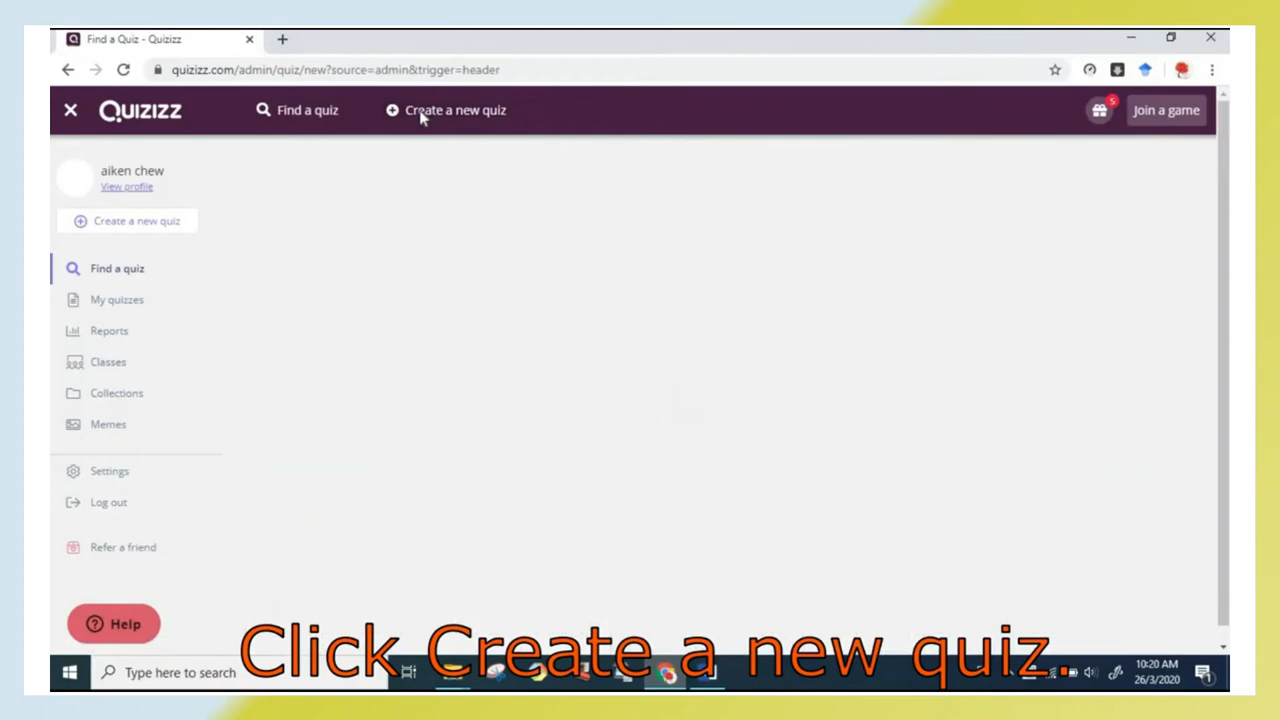 Find a Quiz - Quizizz
quizizz.com/admin/quiz/new?source=admin&trigger=header
QUIZIZZ
Find a quiz
Create a new quiz
5
Join a game
aiken chew
View profile
Create a new quiz
Find a quiz
My quizzes
Reports
Classes
Collections
Memes
Settings
Log out
Refer a friend
Help
Click Create a new quiz
Type here to search
10:20 AM
26/3/2020
1